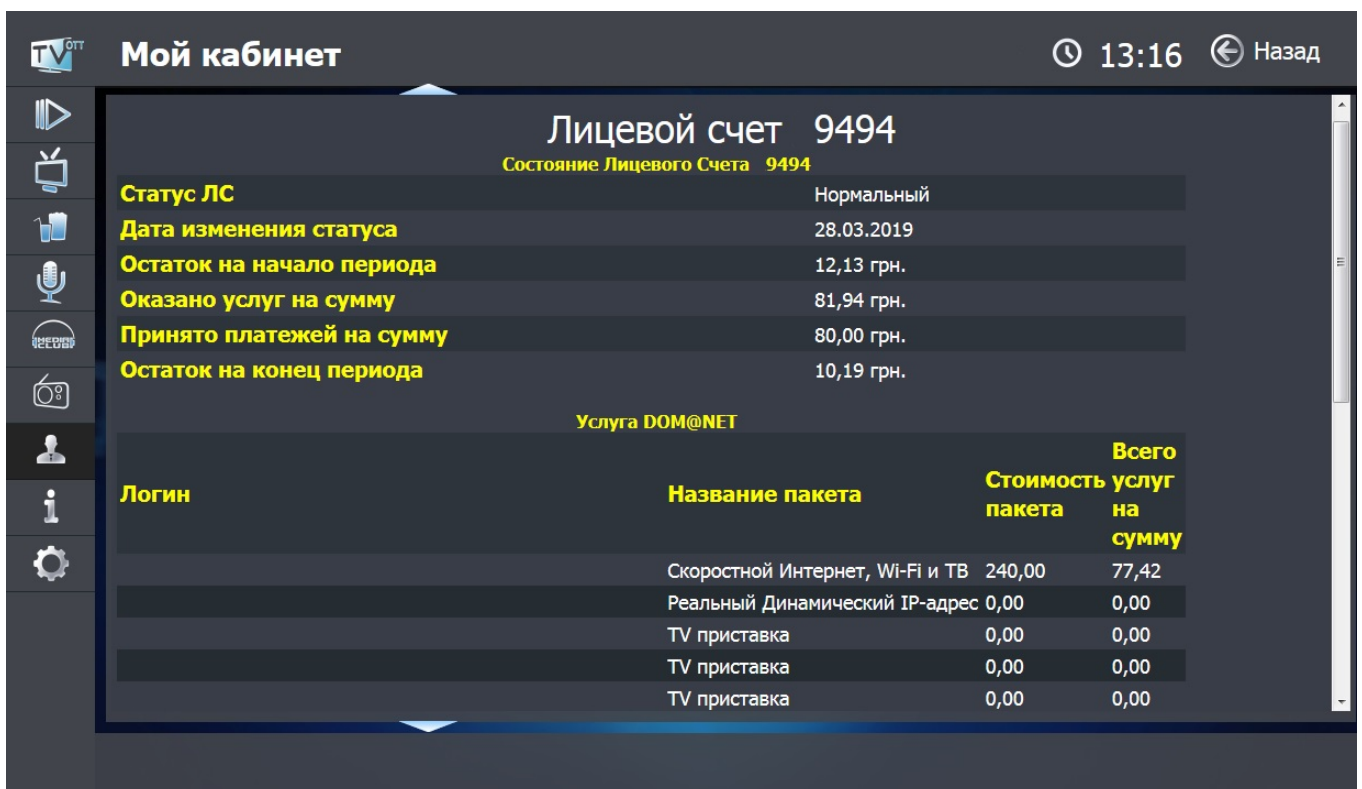 TV OTT Мой кабинет 13:16 Назад
Лицевой счет 9494
Состояние Лицевого Счета 9494
Статус ЛС Нормальный
Дата изменения статуса 28.03.2019
Остаток на начало периода 12,13 грн.
Оказано услуг на сумму 81,94 грн.
Принято платежей на сумму 80,00 грн.
Остаток на конец периода 10,19 грн.
Услуга DOM@NET
Логин Название пакета Стоимость пакета Всего услуг на сумму
Скоростной Интернет, Wi-Fi и ТВ 240,00 77,42
Реальный Динамический IP-адрес 0,00 0,00
TV приставка 0,00 0,00
TV приставка 0,00 0,00
TV приставка 0,00 0,00
MEDIA
CLUB